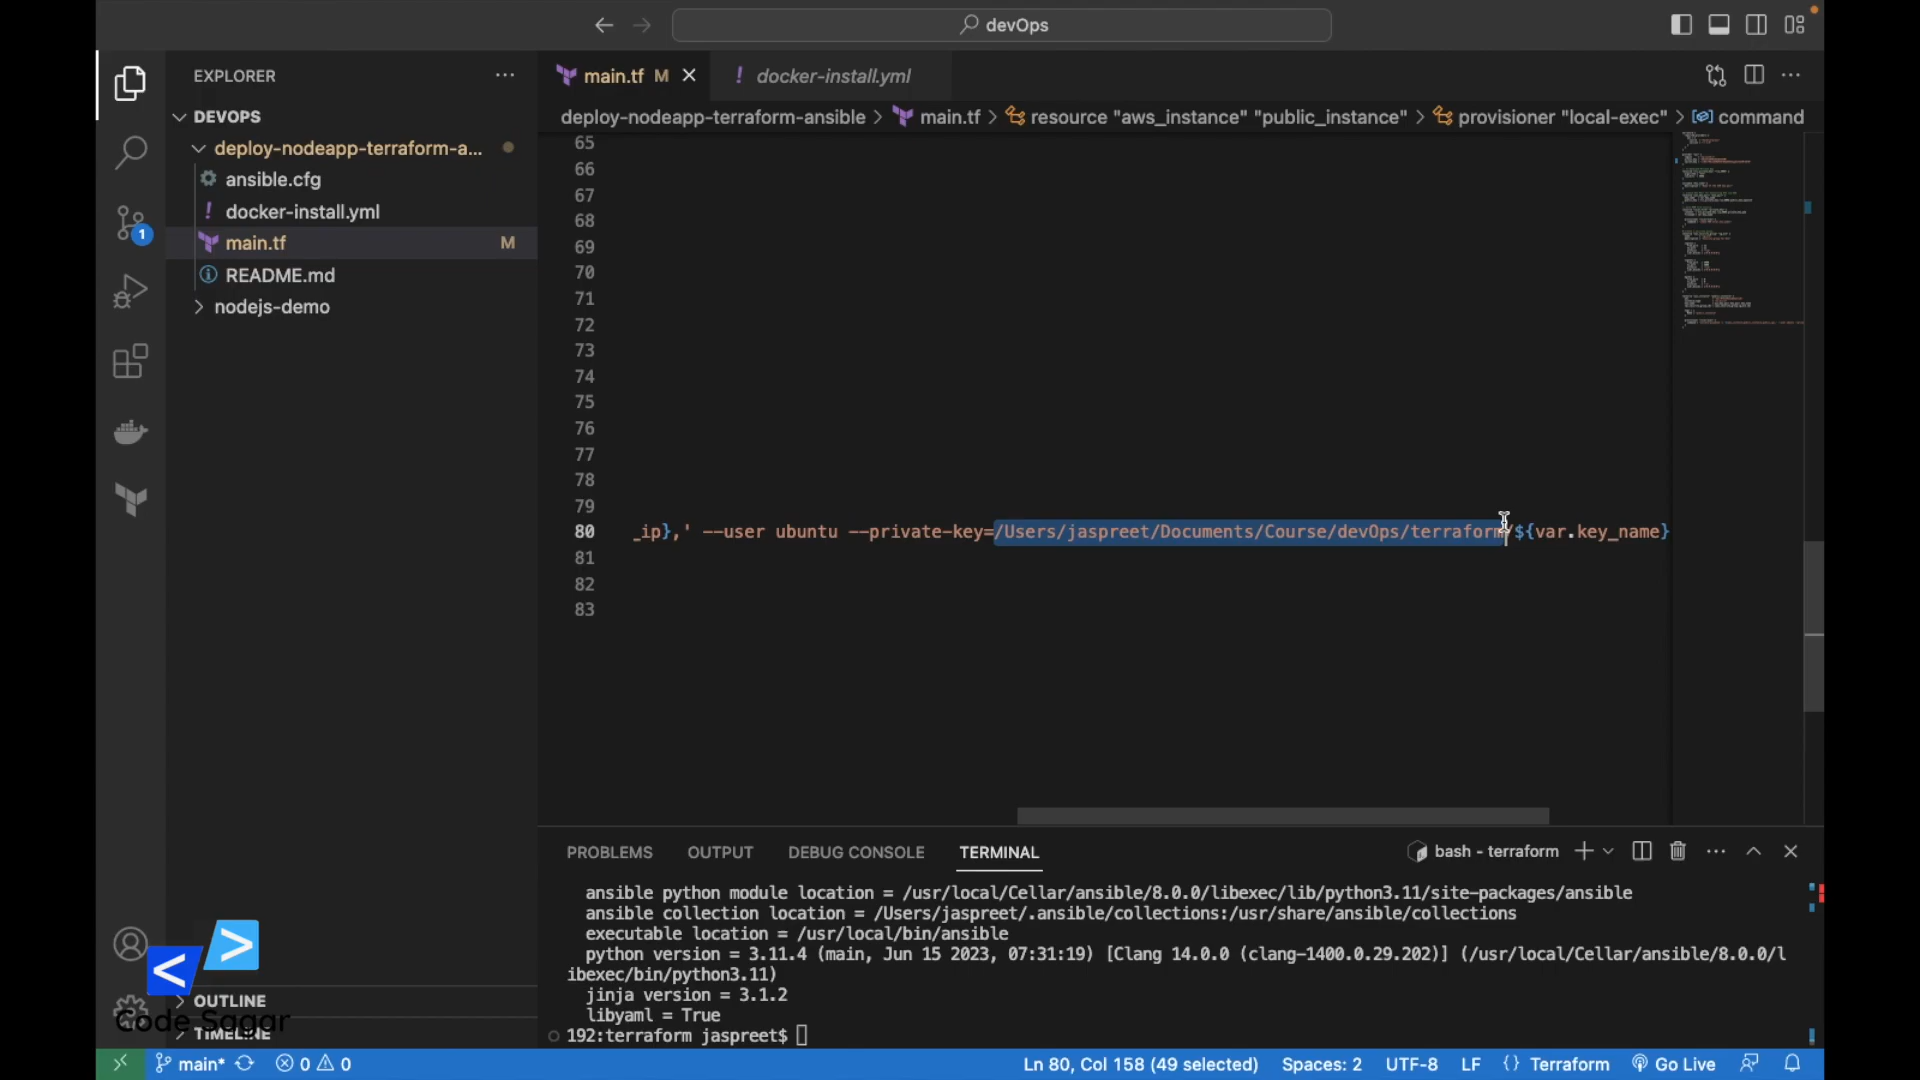 devOps
EXPLORER
DEVOPS
deploy-nodeapp-terraform-a...
ansible.cfg
docker-install.yml
main.tf M
README.md
nodejs-demo
1
OUTLINE
TIMELINE
Code Sagar
main.tf M
docker-install.yml
deploy-nodeapp-terraform-ansible > main.tf > resource "aws_instance" "public_instance" > provisioner "local-exec" > command
65
66
67
68
69
70
71
72
73
74
75
76
77
78
79
80 _ip},' --user ubuntu --private-key=/Users/jaspreet/Documents/Course/devOps/terraform/${var.key_name}
81
82
83
PROBLEMS OUTPUT DEBUG CONSOLE TERMINAL
bash - terraform
ansible python module location = /usr/local/Cellar/ansible/8.0.0/libexec/lib/python3.11/site-packages/ansible
ansible collection location = /Users/jaspreet/.ansible/collections:/usr/share/ansible/collections
executable location = /usr/local/bin/ansible
python version = 3.11.4 (main, Jun 15 2023, 07:31:19) [Clang 14.0.0 (clang-1400.0.29.202)] (/usr/local/Cellar/ansible/8.0.0/l
ibexec/bin/python3.11)
jinja version = 3.1.2
libyaml = True
192:terraform jaspreet$
main* 0 0
Ln 80, Col 158 (49 selected) Spaces: 2 UTF-8 LF {} Terraform Go Live